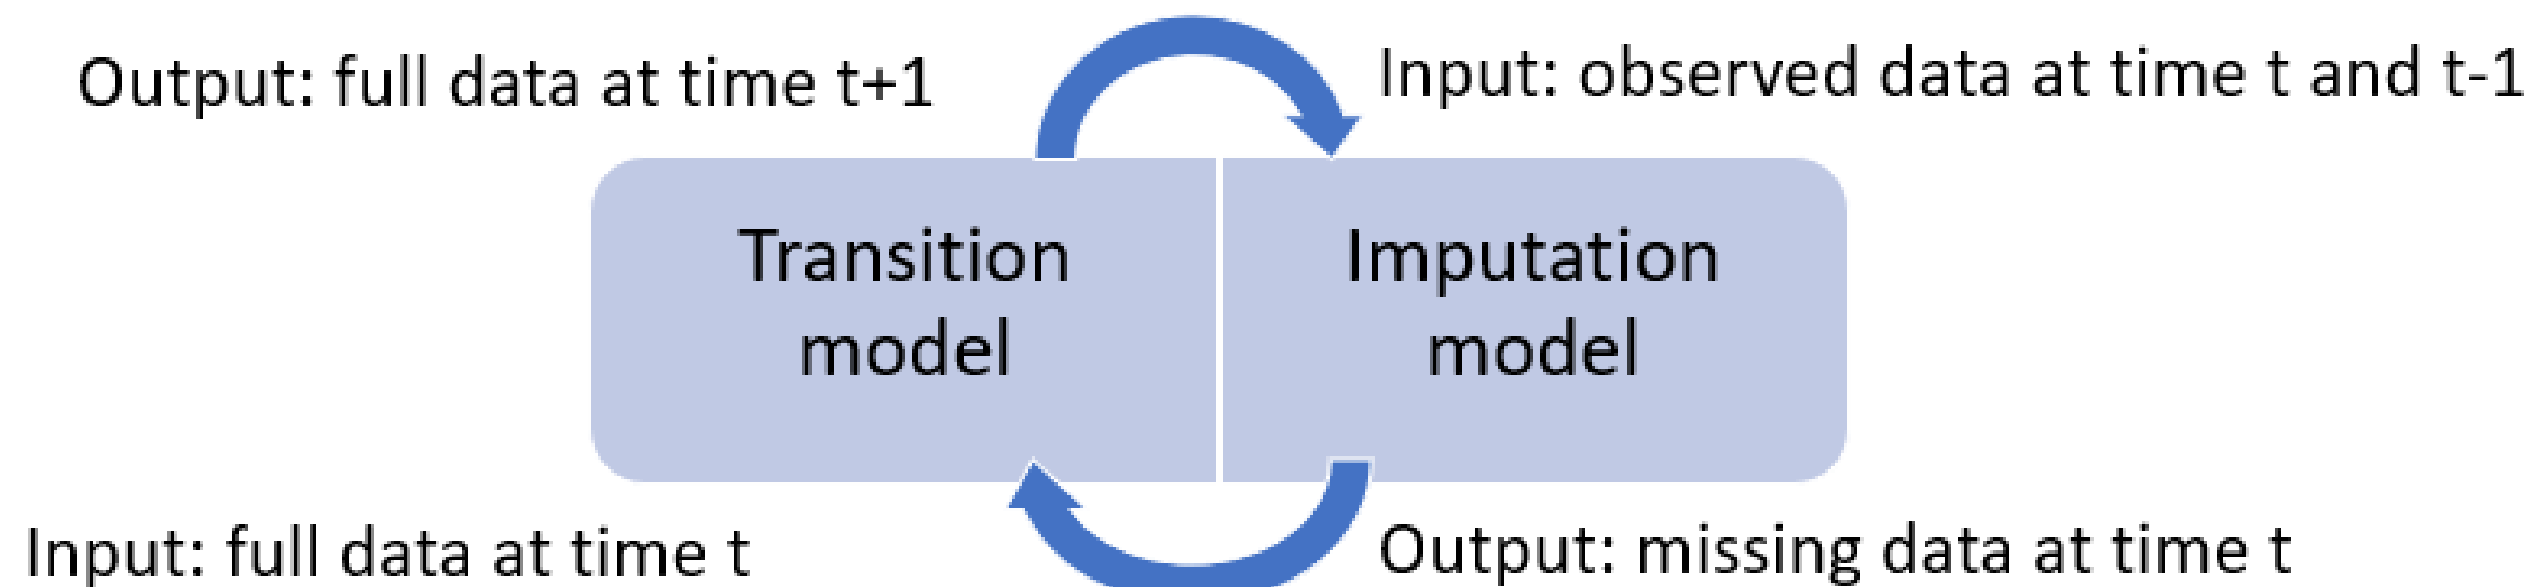 Output: full data at time t+1
Input: observed data at time t and t-1
Transition
model
Imputation
model
Input: full data at time t
Output: missing data at time t